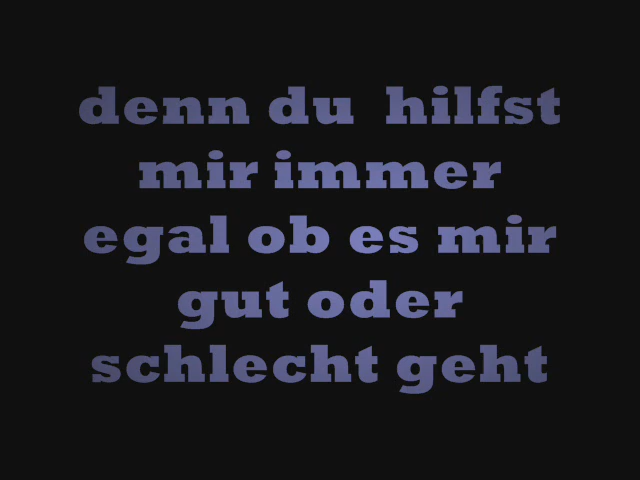 denn du hilfst
mir immer
egal ob es mir
gut oder
schlecht geht